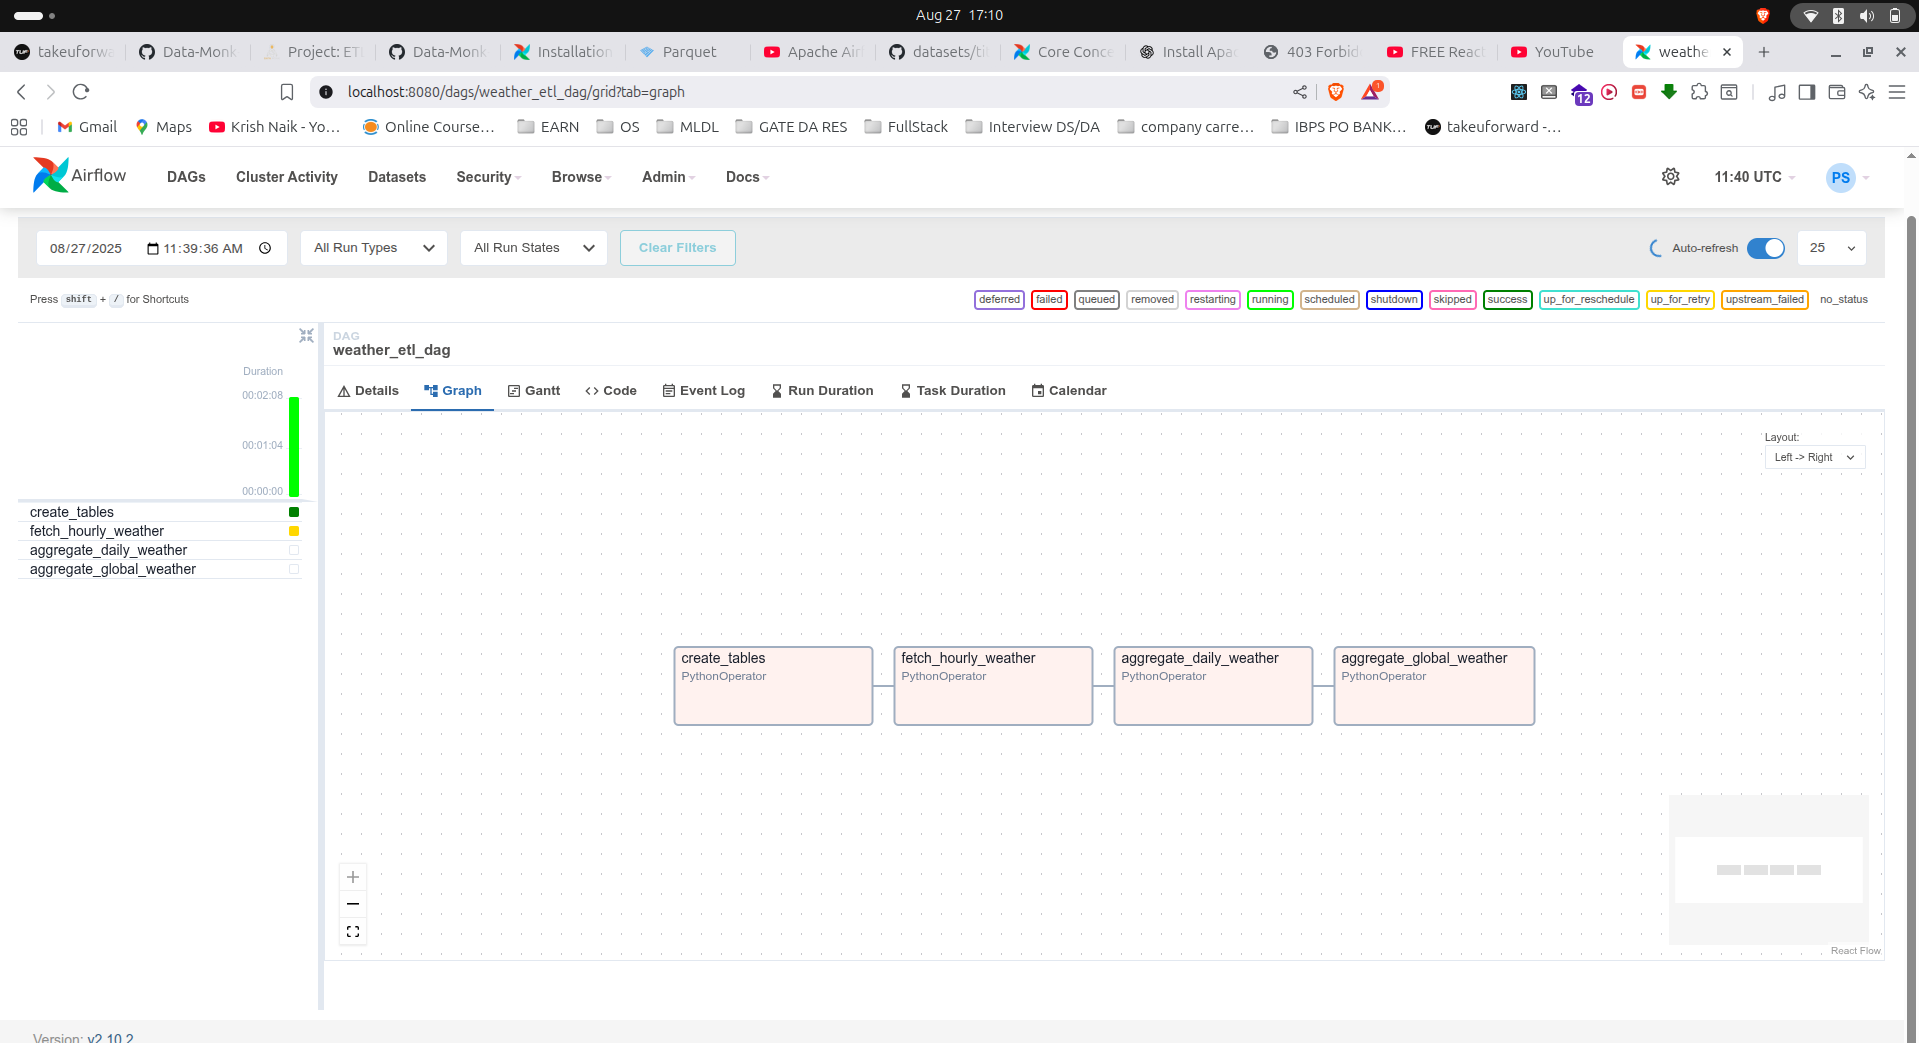 Aug 27 17:10
takeuforwa
Data-Monk
Project: ET
Data-Monk
Installation
Parquet
Apache Air
datasets/ti
Core Conce
Install Apac
403 Forbid
FREE React
YouTube
weathe
localhost:8080/dags/weather_etl_dag/grid?tab=graph
1
12
Gmail
Maps
Krish Naik - Yo...
Online Course...
EARN
OS
MLDL
GATE DA RES
FullStack
Interview DS/DA
company carre...
IBPS PO BANK...
takeuforward -...
Airflow
DAGs
Cluster Activity
Datasets
Security
Browse
Admin
Docs
11:40 UTC
PS
08/27/2025 11:39:36 AM
All Run Types
All Run States
Clear Filters
Auto-refresh
25
Press shift + / for Shortcuts
deferred
failed
queued
removed
restarting
running
scheduled
shutdown
skipped
success
up_for_reschedule
up_for_retry
upstream_failed
no_status
Duration
00:02:08
00:01:04
00:00:00
create_tables
fetch_hourly_weather
aggregate_daily_weather
aggregate_global_weather
DAG
weather_etl_dag
Details
Graph
Gantt
Code
Event Log
Run Duration
Task Duration
Calendar
Layout:
Left -> Right
create_tables
PythonOperator
fetch_hourly_weather
PythonOperator
aggregate_daily_weather
PythonOperator
aggregate_global_weather
PythonOperator
React Flow
Version: v2.10.2